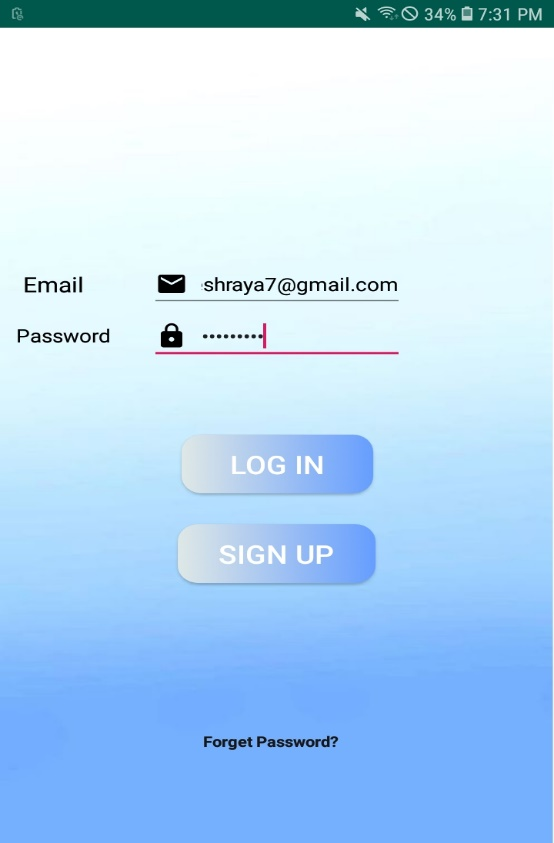 34% 7:31 PM
Email shraya7@gmail.com
Password •••••••••
LOG IN
SIGN UP
Forget Password?